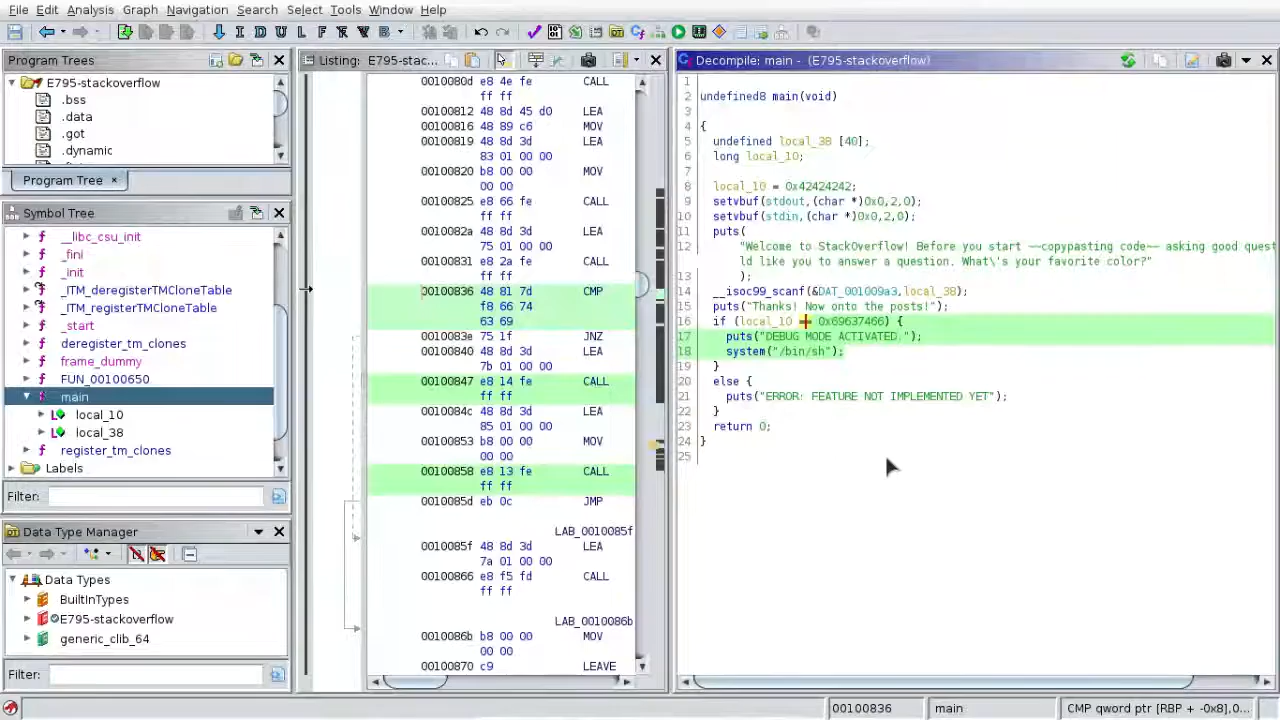 File Edit Analysis Graph Navigation Search Select Tools Window Help
I D U L F R V B
Program Trees
E795-stackoverflow
.bss
.data
.got
.dynamic
Program Tree ×
Symbol Tree
__libc_csu_init
_fini
_init
_ITM_deregisterTMCloneTable
_ITM_registerTMCloneTable
_start
deregister_tm_clones
frame_dummy
FUN_00100650
main
local_10
local_38
register_tm_clones
Labels
Filter:
Data Type Manager
Data Types
BuiltInTypes
E795-stackoverflow
generic_clib_64
Filter:
Listing: E795-stac...
0010080d e8 4e fe CALL
ff ff
00100812 48 8d 45 d0 LEA
00100816 48 89 c6 MOV
00100819 48 8d 3d LEA
83 01 00 00
00100820 b8 00 00 MOV
00 00
00100825 e8 66 fe CALL
ff ff
0010082a 48 8d 3d LEA
75 01 00 00
00100831 e8 2a fe CALL
ff ff
00100836 48 81 7d CMP
f8 66 74
63 69
0010083e 75 1f JNZ
00100840 48 8d 3d LEA
7b 01 00 00
00100847 e8 14 fe CALL
ff ff
0010084c 48 8d 3d LEA
85 01 00 00
00100853 b8 00 00 MOV
00 00
00100858 e8 13 fe CALL
ff ff
0010085d eb 0c JMP
LAB_0010085f
0010085f 48 8d 3d LEA
7a 01 00 00
00100866 e8 f5 fd CALL
ff ff
LAB_0010086b
0010086b b8 00 00 MOV
00 00
00100870 c9 LEAVE
Decompile: main - (E795-stackoverflow)
1
2 undefined8 main(void)
3
4 {
5 undefined local_38 [40];
6 long local_10;
7
8 local_10 = 0x42424242;
9 setvbuf(stdout,(char *)0x0,2,0);
10 setvbuf(stdin,(char *)0x0,2,0);
11 puts(
12 "Welcome to StackOverflow! Before you start ~~copypasting code~~ asking good quest
ld like you to answer a question. What\'s your favorite color?"
13 );
14 __isoc99_scanf(&DAT_001009a3,local_38);
15 puts("Thanks! Now onto the posts!");
16 if (local_10 == 0x69637466) {
17 puts("DEBUG MODE ACTIVATED.");
18 system("/bin/sh");
19 }
20 else {
21 puts("ERROR: FEATURE NOT IMPLEMENTED YET");
22 }
23 return 0;
24 }
25
00100836 main CMP qword ptr [RBP + -0x8],0...